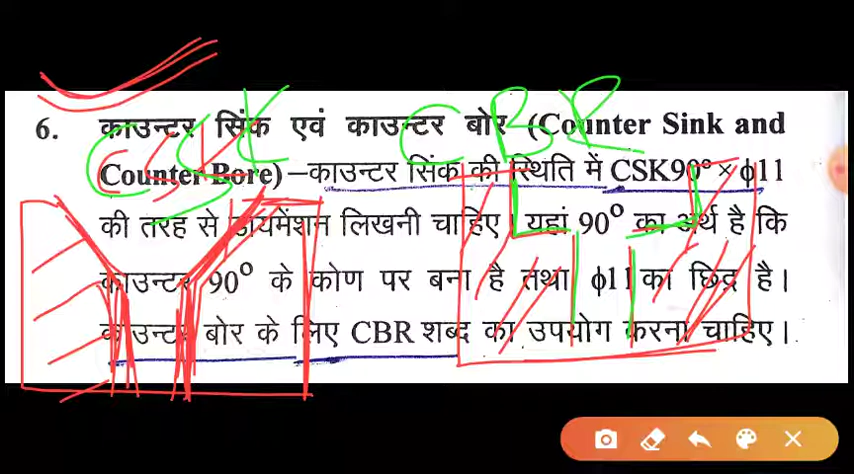 CSK CBR
6. काउन्टर सिंक एवं काउन्टर बोर (Counter Sink and
Counter Bore) –काउन्टर सिंक की स्थिति में CSK90° × ϕ11
की तरह से डायमेंशन लिखनी चाहिए। यहां 90° का अर्थ है कि
काउन्टर 90° के कोण पर बना है तथा ϕ11 का छिद्र है।
काउन्टर बोर के लिए CBR शब्द का उपयोग करना चाहिए।